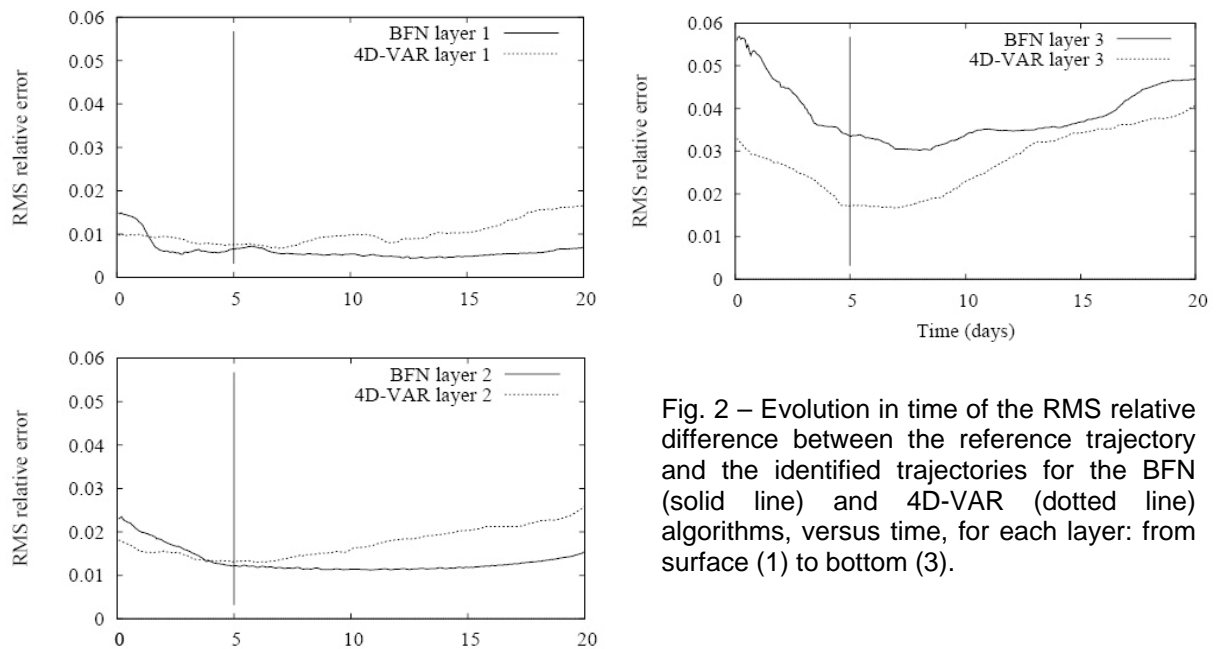 0.06
0.05
0.04
0.03
0.02
0.01
0
RMS relative error
BFN layer 1
4D-VAR layer 1
0 5 10 15 20
0.06
0.05
0.04
0.03
0.02
0.01
0
RMS relative error
BFN layer 2
4D-VAR layer 2
0 5 10 15 20
0.06
0.05
0.04
0.03
0.02
0.01
0
RMS relative error
BFN layer 3
4D-VAR layer 3
0 5 10 15 20
Time (days)
Fig. 2 – Evolution in time of the RMS relative
difference between the reference trajectory
and the identified trajectories for the BFN
(solid line) and 4D-VAR (dotted line)
algorithms, versus time, for each layer: from
surface (1) to bottom (3).